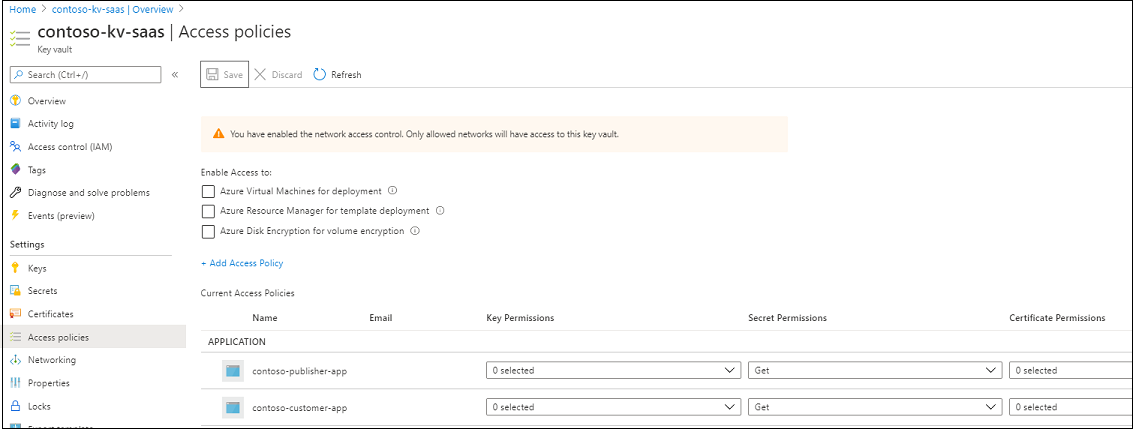 Home > contoso-kv-saas | Overview >
contoso-kv-saas | Access policies
Key vault
Search (Ctrl+/)
«
Overview
Activity log
Access control (IAM)
Tags
Diagnose and solve problems
Events (preview)
Settings
Keys
Secrets
Certificates
Access policies
Networking
Properties
Locks
Save Discard Refresh
You have enabled the network access control. Only allowed networks will have access to this key vault.
Enable Access to:
Azure Virtual Machines for deployment
Azure Resource Manager for template deployment
Azure Disk Encryption for volume encryption
+ Add Access Policy
Current Access Policies
Name Email Key Permissions Secret Permissions Certificate Permissions
APPLICATION
contoso-publisher-app 0 selected Get 0 selected
contoso-customer-app 0 selected Get 0 selected